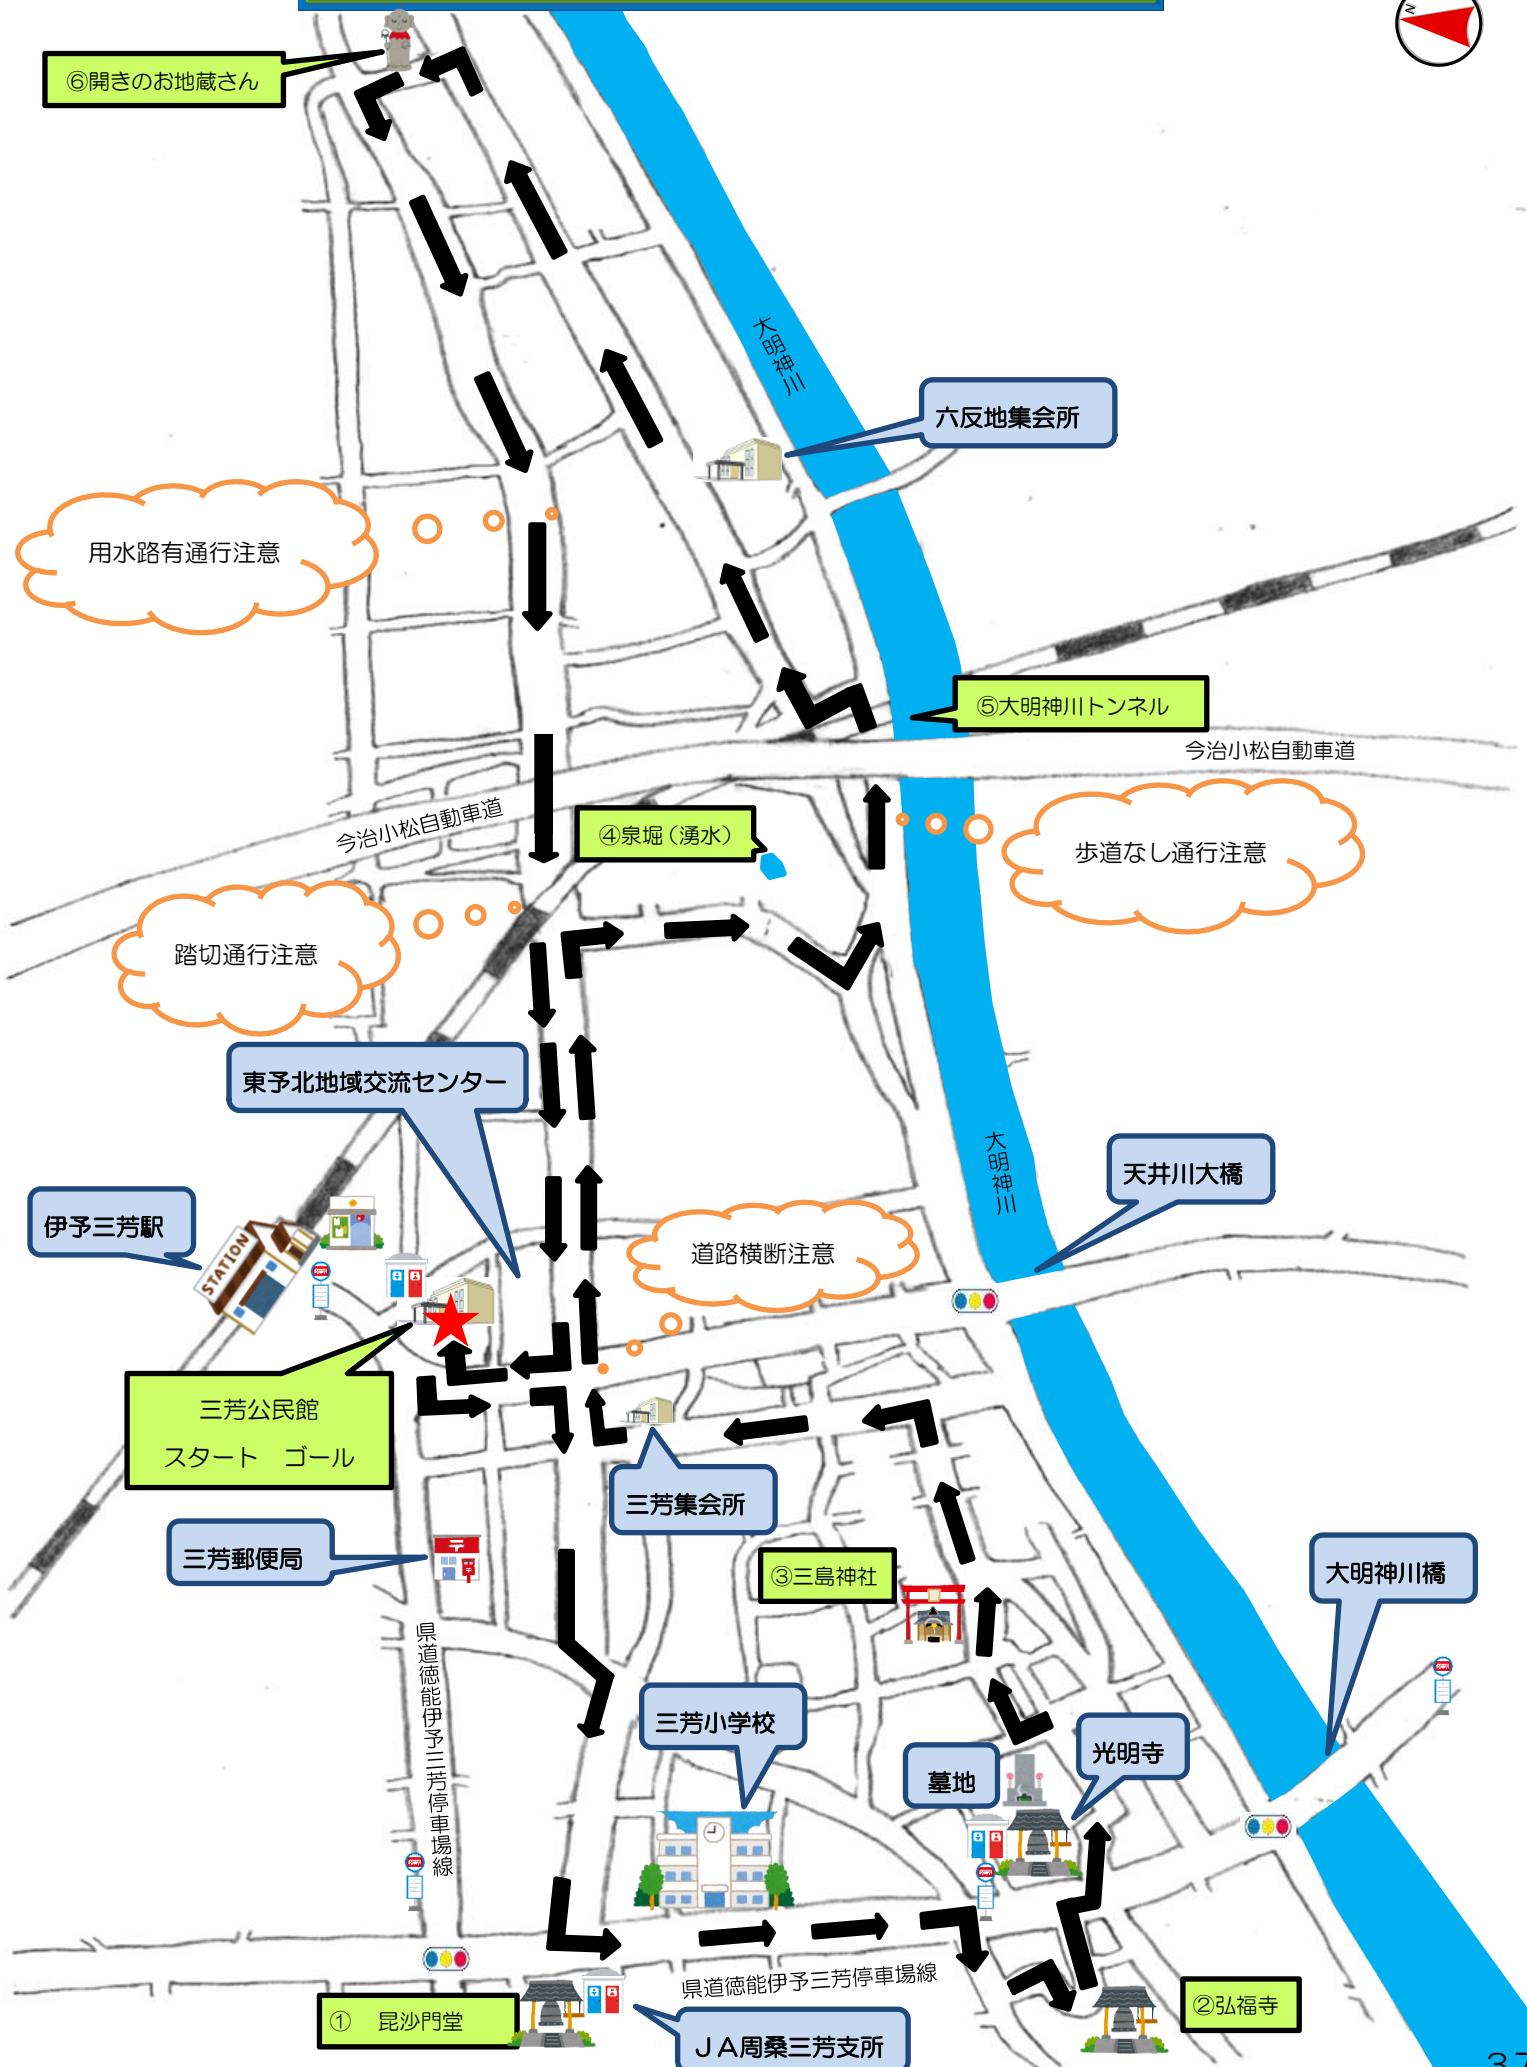 N
⑥開きのお地蔵さん
大明神川
六反地集会所
用水路有通行注意
⑤大明神川トンネル
今治小松自動車道
今治小松自動車道
④泉堀（湧水）
歩道なし通行注意
踏切通行注意
東予北地域交流センター
大明神川
天井川大橋
伊予三芳駅
STATION
道路横断注意
三芳公民館
スタート　ゴール
三芳集会所
三芳郵便局
③三島神社
大明神川橋
県道徳能伊予三芳停車場線
三芳小学校
光明寺
墓地
県道徳能伊予三芳停車場線
①　毘沙門堂
②弘福寺
ＪＡ周桑三芳支所